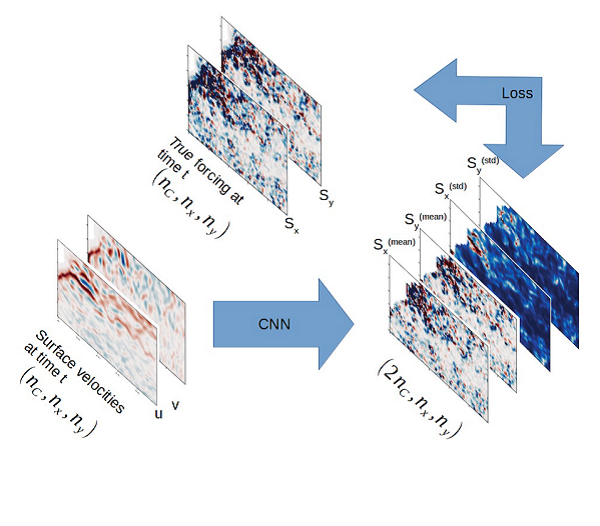 Loss
True forcing at
time t
(n_C, n_x, n_y)
S_x
S_y
S_y^(std)
S_x^(std)
S_y^(mean)
S_x^(mean)
CNN
Surface velocities
at time t
(n_C, n_x, n_y)
u
v
(2n_C, n_x, n_y)